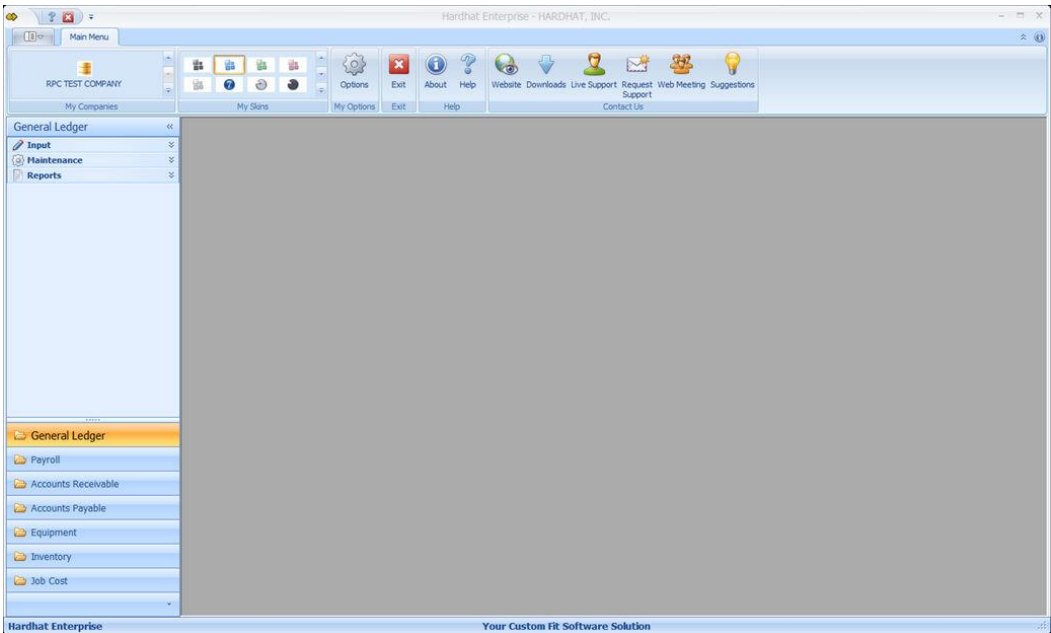 Hardhat Enterprise - HARDHAT, INC.
Main Menu
RPC TEST COMPANY
Options
Exit
About
Help
Website
Downloads
Live Support
Request Support
Web Meeting
Suggestions
My Companies
My Skins
My Options
Exit
Help
Contact Us
General Ledger
Input
Maintenance
Reports
General Ledger
Payroll
Accounts Receivable
Accounts Payable
Equipment
Inventory
Job Cost
Hardhat Enterprise
Your Custom Fit Software Solution